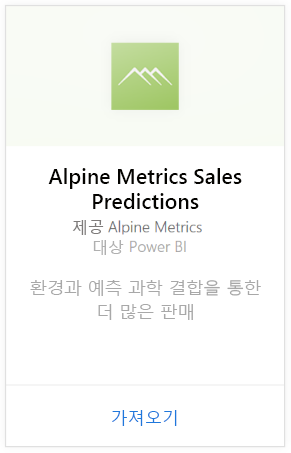 Alpine Metrics Sales
Predictions
제공 Alpine Metrics
대상 Power BI
환경과 예측 과학 결합을 통한
더 많은 판매
가져오기